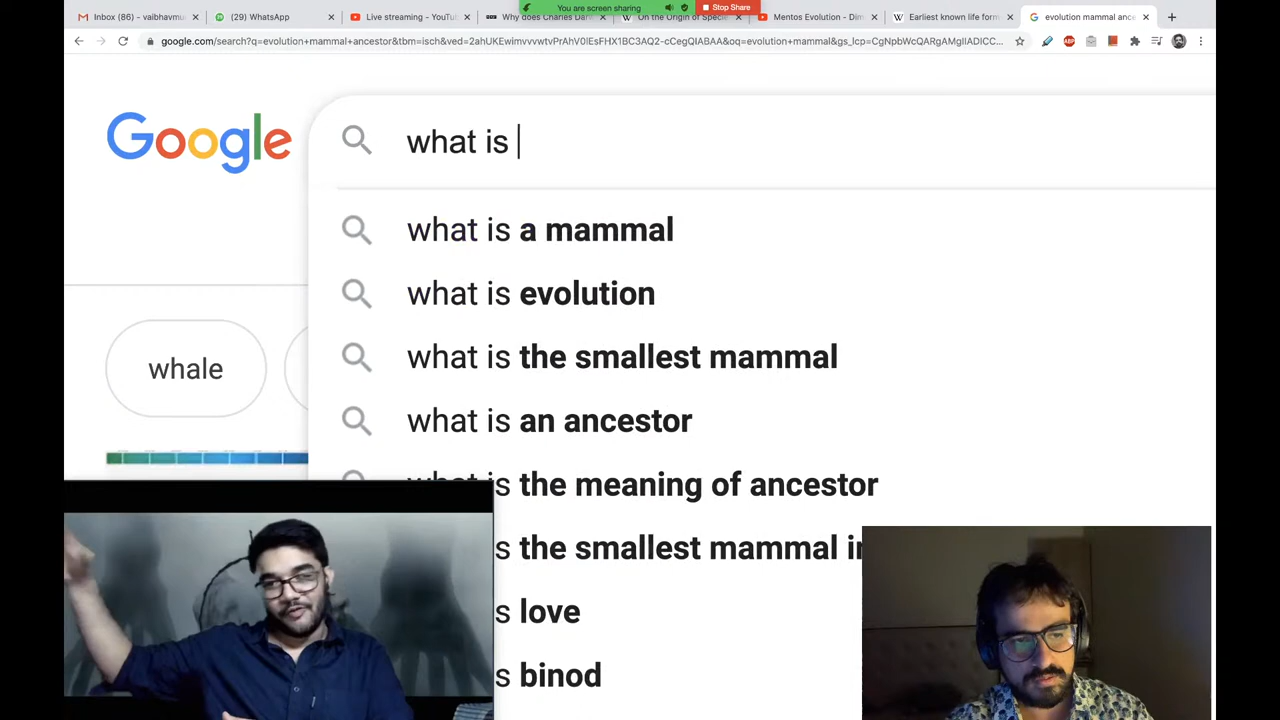 You are screen sharing
Stop Share
Inbox (86) - vaibhavmu
(29) WhatsApp
Live streaming - YouTu
Why does Charles Dar
On the Origin of Specie
Mentos Evolution - Dim
Earliest known life form
evolution mammal ance
google.com/search?q=evolution+mammal+ancestor&tbm=isch&ved=2ahUKEwimvvvwtvPrAhV0lEsFHX1BC3AQ2-cCegQIABAA&oq=evolution+mammal&gs_lcp=CgNpbWcQARgAMgIIADICC...
Google
what is
what is a mammal
what is evolution
whale
what is the smallest mammal
what is an ancestor
what is the meaning of ancestor
s the smallest mammal in
s love
s binod